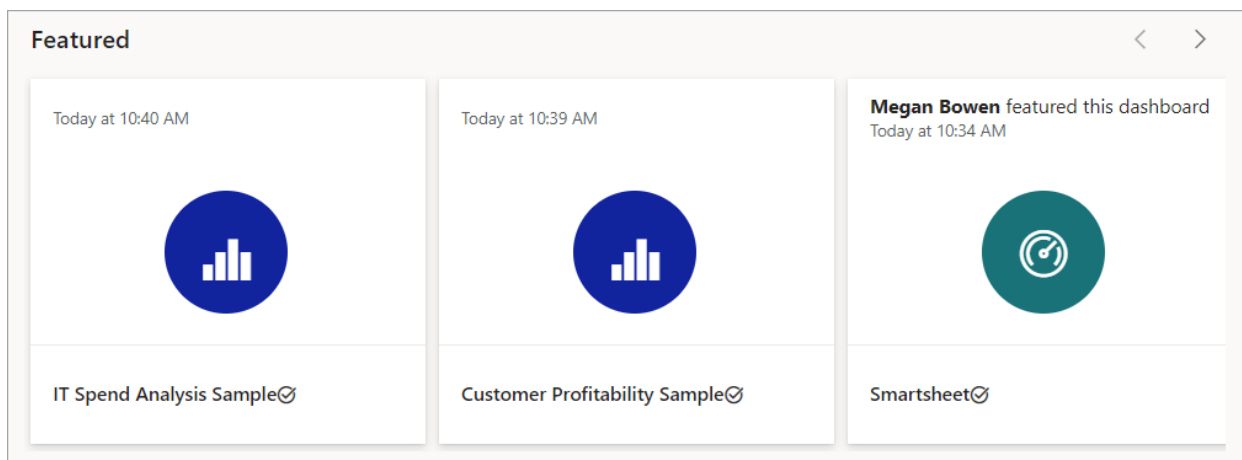 Featured
Today at 10:40 AM
IT Spend Analysis Sample
Today at 10:39 AM
Customer Profitability Sample
Megan Bowen featured this dashboard
Today at 10:34 AM
Smartsheet